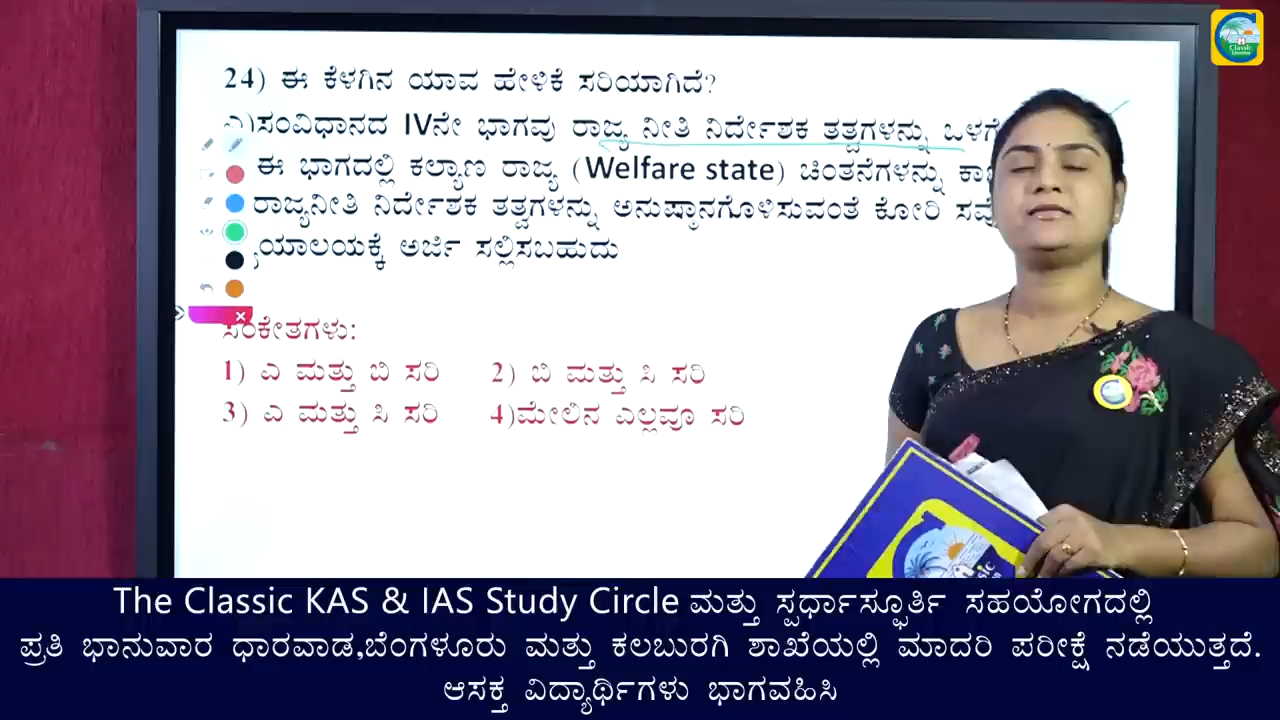 24) ಈ ಕೆಳಗಿನ ಯಾವ ಹೇಳಿಕೆ ಸರಿಯಾಗಿದೆ?
ಎ)ಸಂವಿಧಾನದ IVನೇ ಭಾಗವು ರಾಜ್ಯ ನೀತಿ ನಿರ್ದೇಶಕ ತತ್ವಗಳನ್ನು
ಈ ಭಾಗದಲ್ಲಿ ಕಲ್ಯಾಣ ರಾಜ್ಯ (Welfare state) ಚಿಂತನೆಗಳನ್ನು
ರಾಜ್ಯನೀತಿ ನಿರ್ದೇಶಕ ತತ್ವಗಳನ್ನು ಅನುಷ್ಠಾನಗೊಳಿಸುವಂತೆ ಕೋರಿ
ಅರ್ಜಿ ಸಲ್ಲಿಸಬಹುದು
ಸಂಕೇತಗಳು:
1) ಎ ಮತ್ತು ಬಿ ಸರಿ 2) ಬಿ ಮತ್ತು ಸಿ ಸರಿ
3) ಎ ಮತ್ತು ಸಿ ಸರಿ 4)ಮೇಲಿನ ಎಲ್ಲವೂ ಸರಿ
Classic
The Classic KAS & IAS Study Circle ಮತ್ತು ಸ್ಪರ್ಧಾಸ್ಫೂರ್ತಿ ಸಹಯೋಗದಲ್ಲಿ
ಪ್ರತಿ ಭಾನುವಾರ ಧಾರವಾಡ,ಬೆಂಗಳೂರು ಮತ್ತು ಕಲಬುರಗಿ ಶಾಖೆಯಲ್ಲಿ ಮಾದರಿ ಪರೀಕ್ಷೆ ನಡೆಯುತ್ತದೆ.
ಆಸಕ್ತ ವಿದ್ಯಾರ್ಥಿಗಳು ಭಾಗವಹಿಸಿ